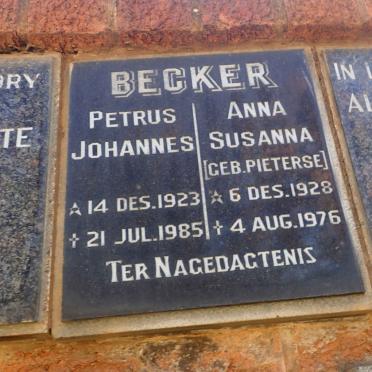 BECKER
PETRUS JOHANNES
☆ 14 DES. 1923
✝ 21 JUL. 1985
ANNA SUSANNA
[GEB. PIETERSE]
☆ 6 DES. 1928
✝ 4 AUG. 1976
TER NAGEDACTENIS
IN